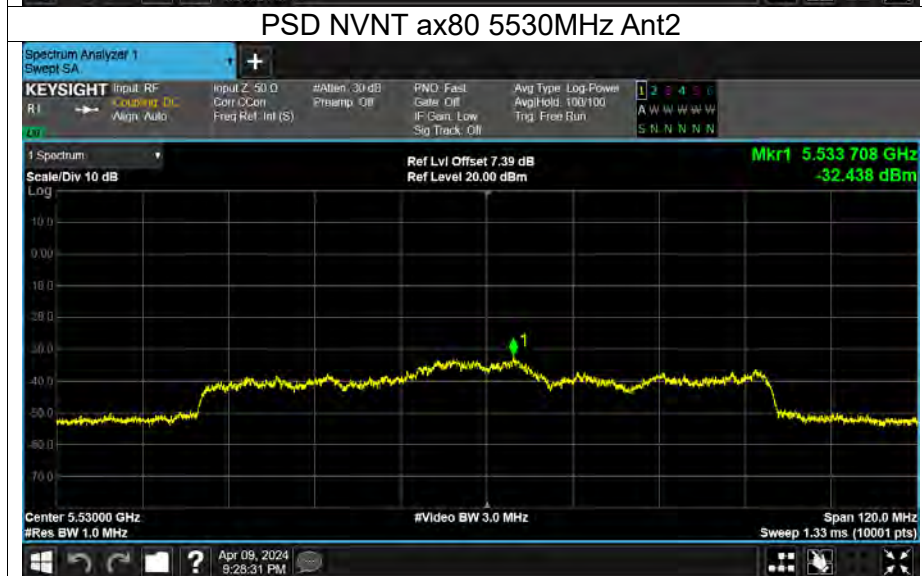 PSD NVNT ax80 5530MHz Ant2
Spectrum Analyzer 1
Swept SA
+
KEYSIGHT Input: RF Input Z: 50 Ω #Atten: 30 dB PNO: Fast Avg Type: Log-Power 1 2 3 4 5 6
Coupling: DC Corr CCorr Preamp: Off Gate: Off Avg|Hold: 100/100 A W W W W W
Align: Auto Freq Ref: Int (S) IF Gain: Low Trig: Free Run
Sig Track: Off S N N N N N
1 Spectrum
Ref Lvl Offset 7.39 dB Mkr1 5.533 708 GHz
Scale/Div 10 dB Ref Level 20.00 dBm -32.438 dBm
Log
10.0
0.00
-10.0
-20.0
1
-30.0
-40.0
-50.0
-60.0
-70.0
Center 5.53000 GHz #Video BW 3.0 MHz Span 120.0 MHz
#Res BW 1.0 MHz Sweep 1.33 ms (10001 pts)
? Apr 09, 2024
9:28:31 PM